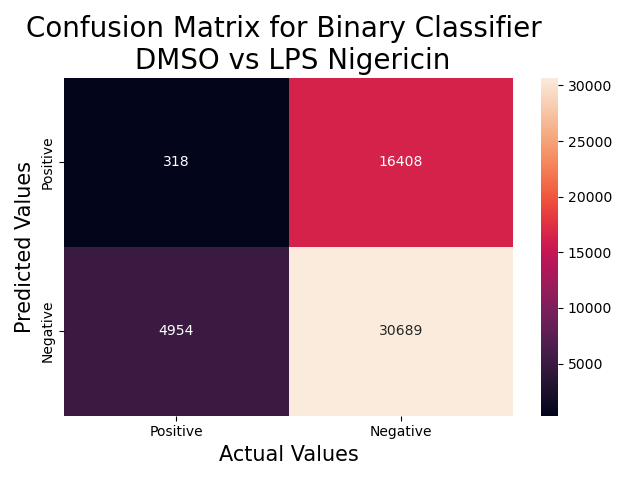 Confusion Matrix for Binary Classifier
DMSO vs LPS Nigericin
Predicted Values
Positive
Negative
318
16408
4954
30689
Positive
Negative
Actual Values
30000
25000
20000
15000
10000
5000